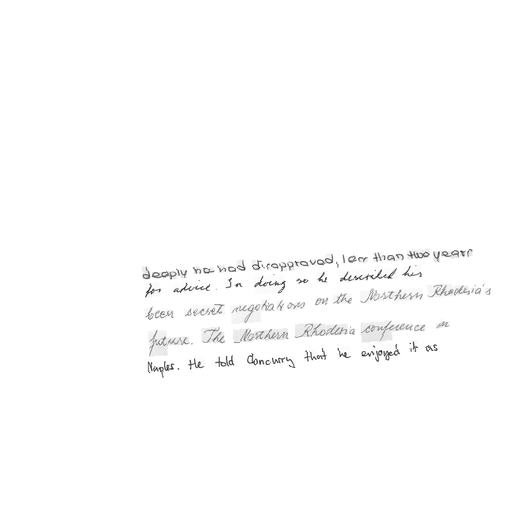 deeply he had disapproved, less than two years
for advice. In doing so he described his
been secret negotiations on the Northern Rhodesia's
future. The Northern Rhodesia conference in
Naples. He told that he enjoyed it as